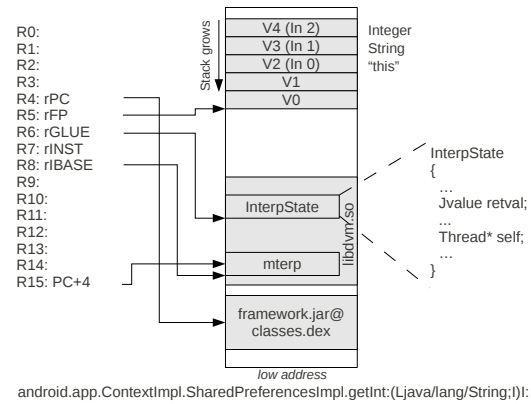 R0:
R1:
R2:
R3:
R4: rPC
R5: rFP
R6: rGLUE
R7: rINST
R8: rIBASE
R9:
R10:
R11:
R12:
R13:
R14:
R15: PC+4
Stack grows
V4 (In 2)
V3 (In 1)
V2 (In 0)
V1
V0
Integer
String
“this”
InterpState
mterp
libdvm.so
framework.jar@
classes.dex
low address
InterpState
{
...
Jvalue retval;
...
Thread* self;
...
}
android.app.ContextImpl.SharedPreferencesImpl.getInt:(Ljava/lang/String;I)I: